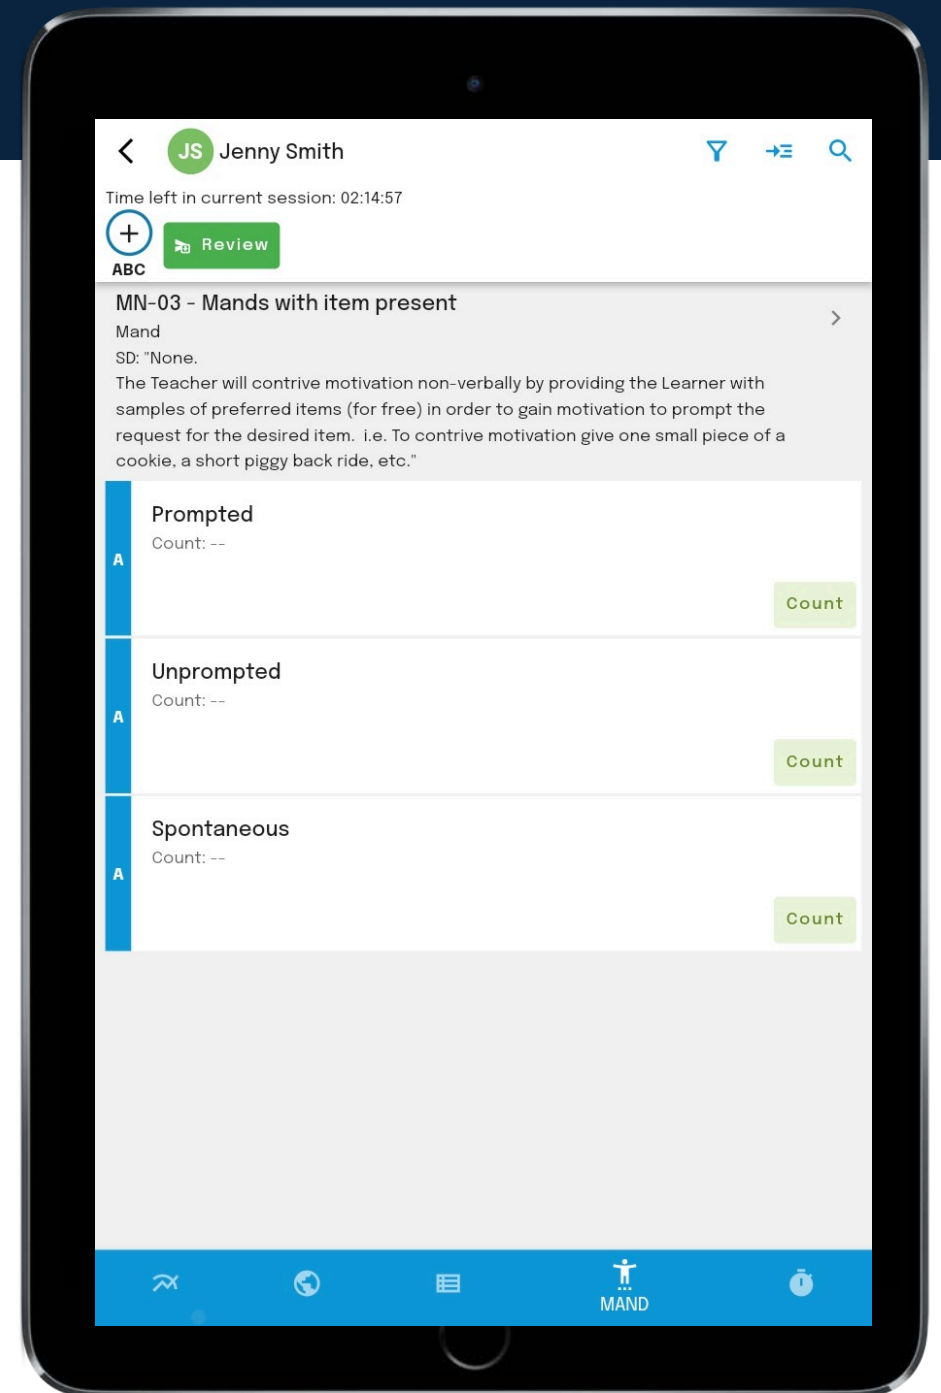 JS Jenny Smith
Time left in current session: 02:14:57
ABC
Review
MN-03 - Mands with item present
Mand
SD: "None.
The Teacher will contrive motivation non-verbally by providing the Learner with
samples of preferred items (for free) in order to gain motivation to prompt the
request for the desired item.  i.e. To contrive motivation give one small piece of a
cookie, a short piggy back ride, etc."
A
Prompted
Count: --
Count
A
Unprompted
Count: --
Count
A
Spontaneous
Count: --
Count
MAND